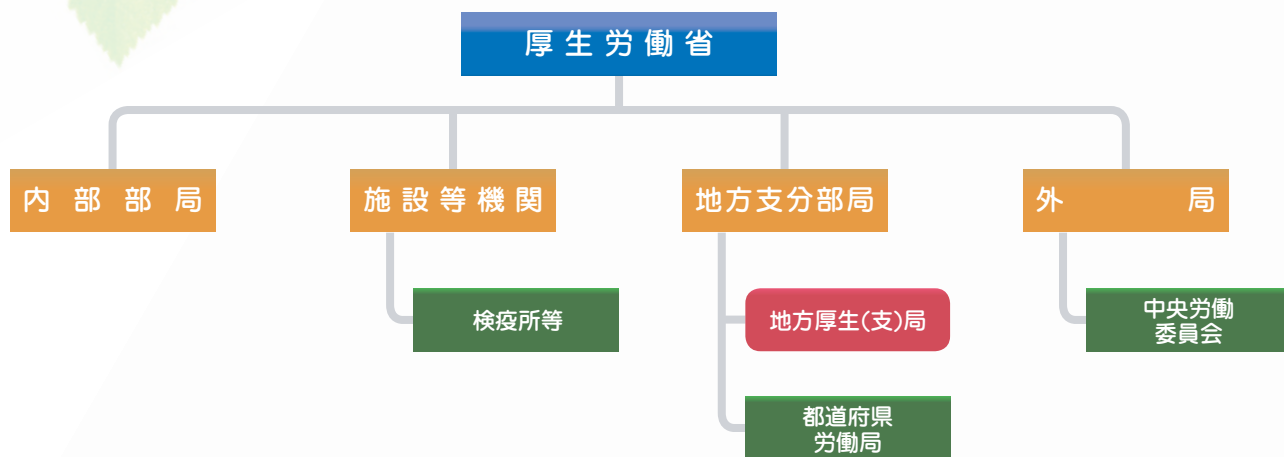 厚生労働省
内部部局
施設等機関
地方支分部局
外局
検疫所等
地方厚生(支)局
中央労働
委員会
都道府県
労働局